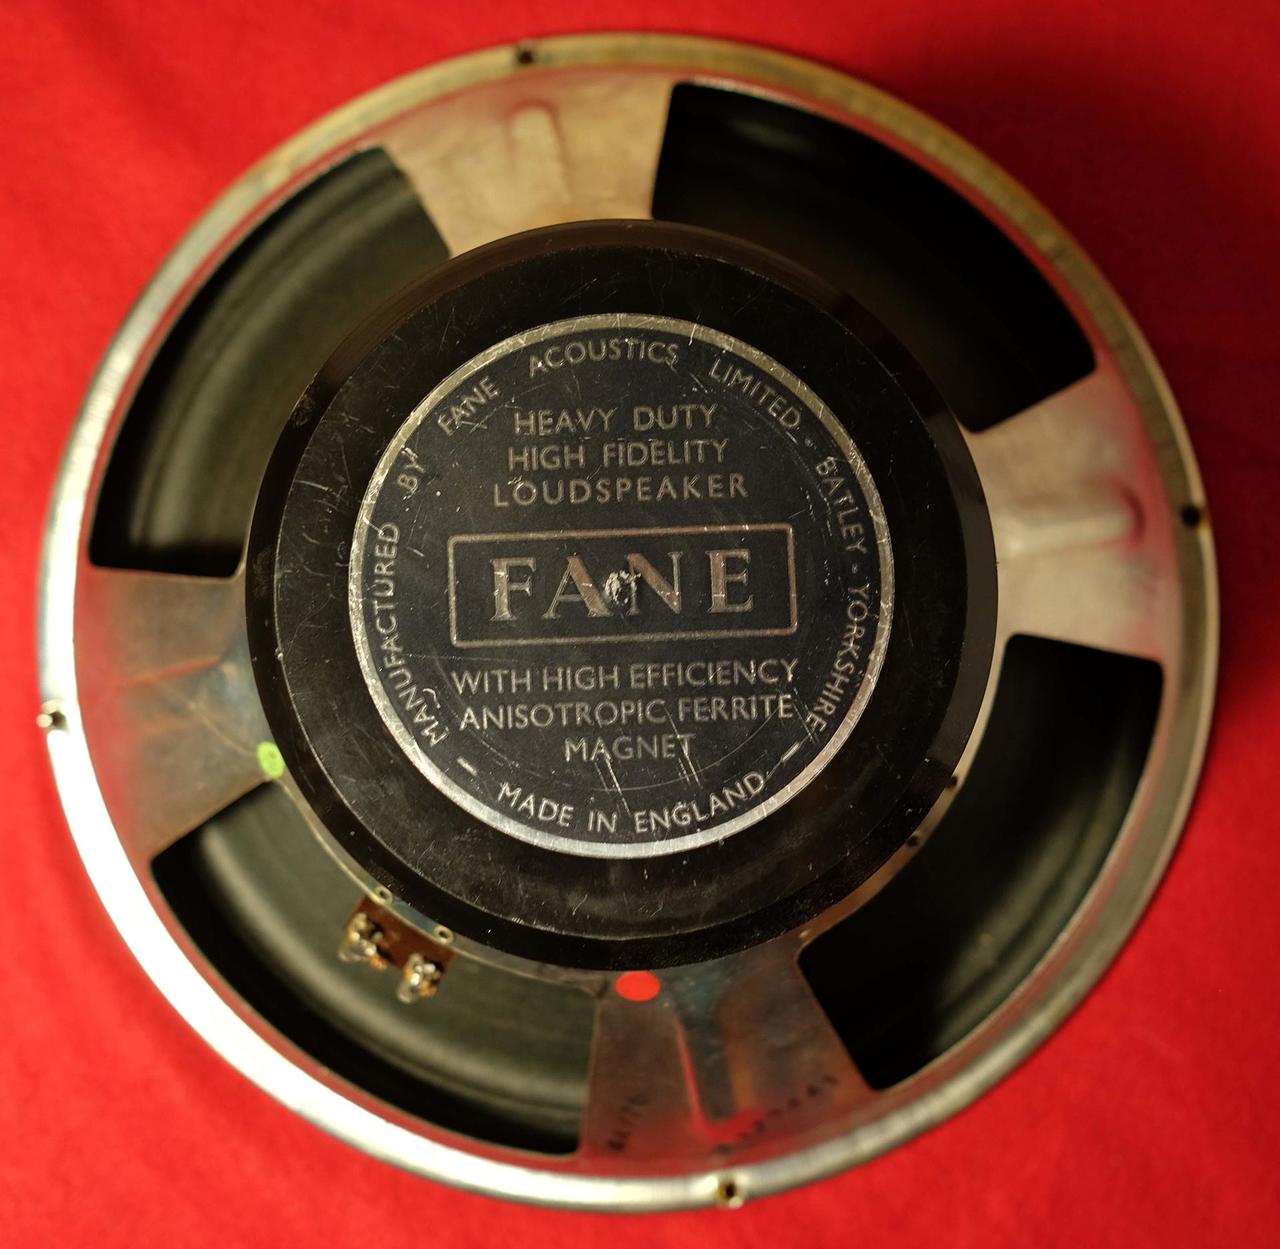 MANUFACTURED BY FANE ACOUSTICS LIMITED - BATLEY - YORKSHIRE
HEAVY DUTY
HIGH FIDELITY
LOUDSPEAKER
FANE
WITH HIGH EFFICIENCY
ANISOTROPIC FERRITE
MAGNET
— MADE IN ENGLAND —